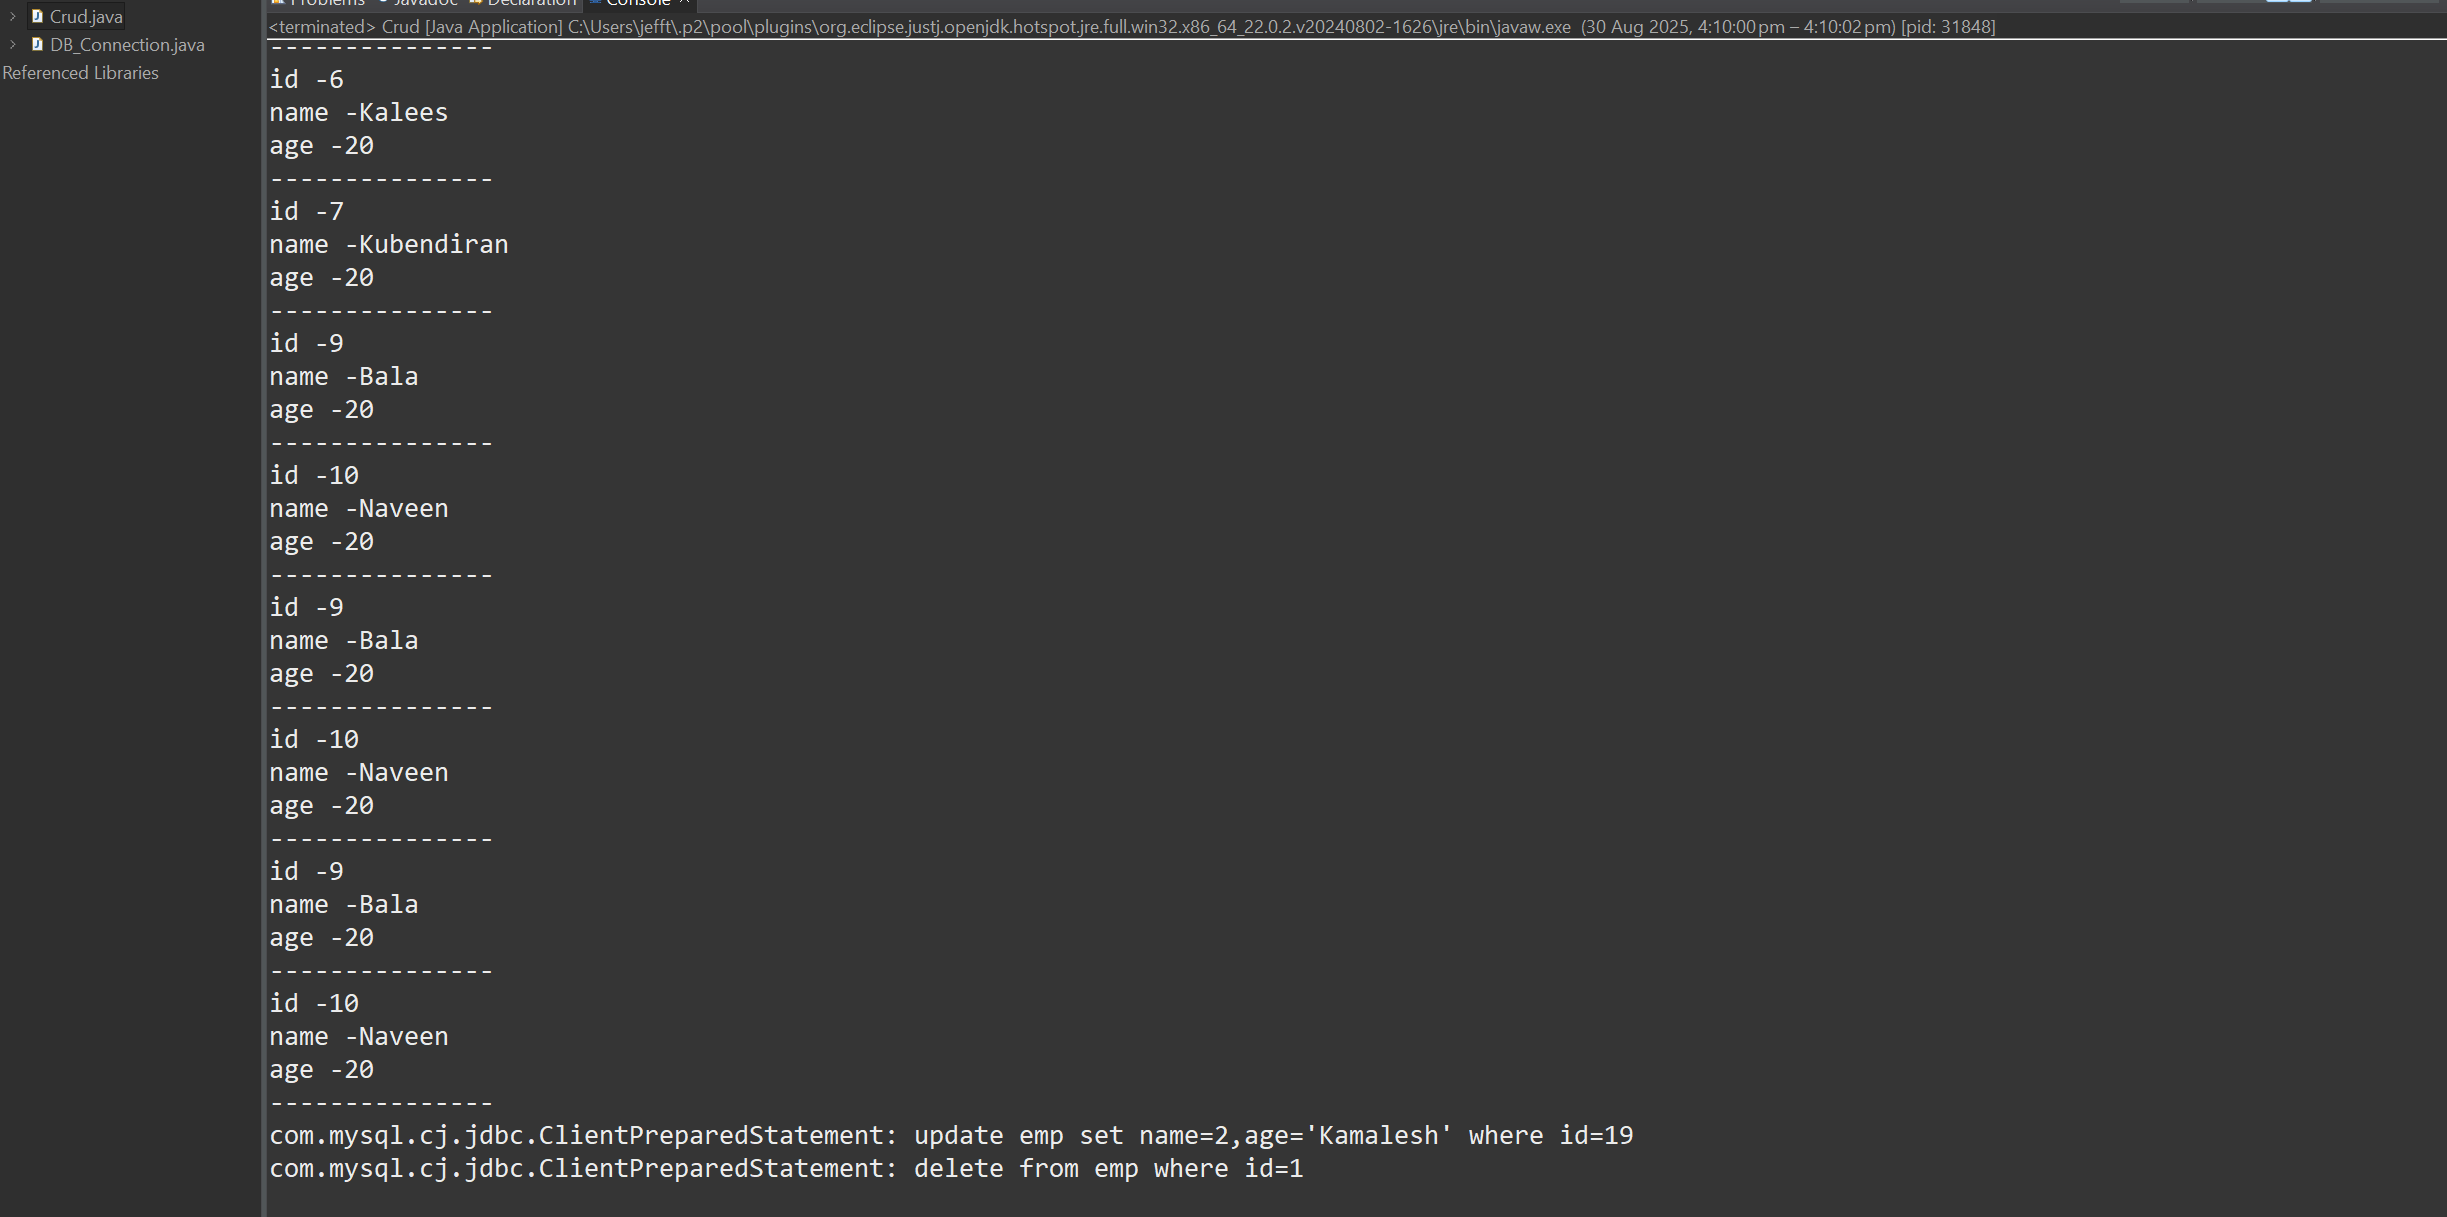 Crud.java
DB_Connection.java
Referenced Libraries
Problems Javadoc Declaration Console
<terminated> Crud [Java Application] C:\Users\jefft\.p2\pool\plugins\org.eclipse.justj.openjdk.hotspot.jre.full.win32.x86_64_22.0.2.v20240802-1626\jre\bin\javaw.exe (30 Aug 2025, 4:10:00 pm – 4:10:02 pm) [pid: 31848]
---------------
id -6
name -Kalees
age -20
---------------
id -7
name -Kubendiran
age -20
---------------
id -9
name -Bala
age -20
---------------
id -10
name -Naveen
age -20
---------------
id -9
name -Bala
age -20
---------------
id -10
name -Naveen
age -20
---------------
id -9
name -Bala
age -20
---------------
id -10
name -Naveen
age -20
---------------
com.mysql.cj.jdbc.ClientPreparedStatement: update emp set name=2,age='Kamalesh' where id=19
com.mysql.cj.jdbc.ClientPreparedStatement: delete from emp where id=1